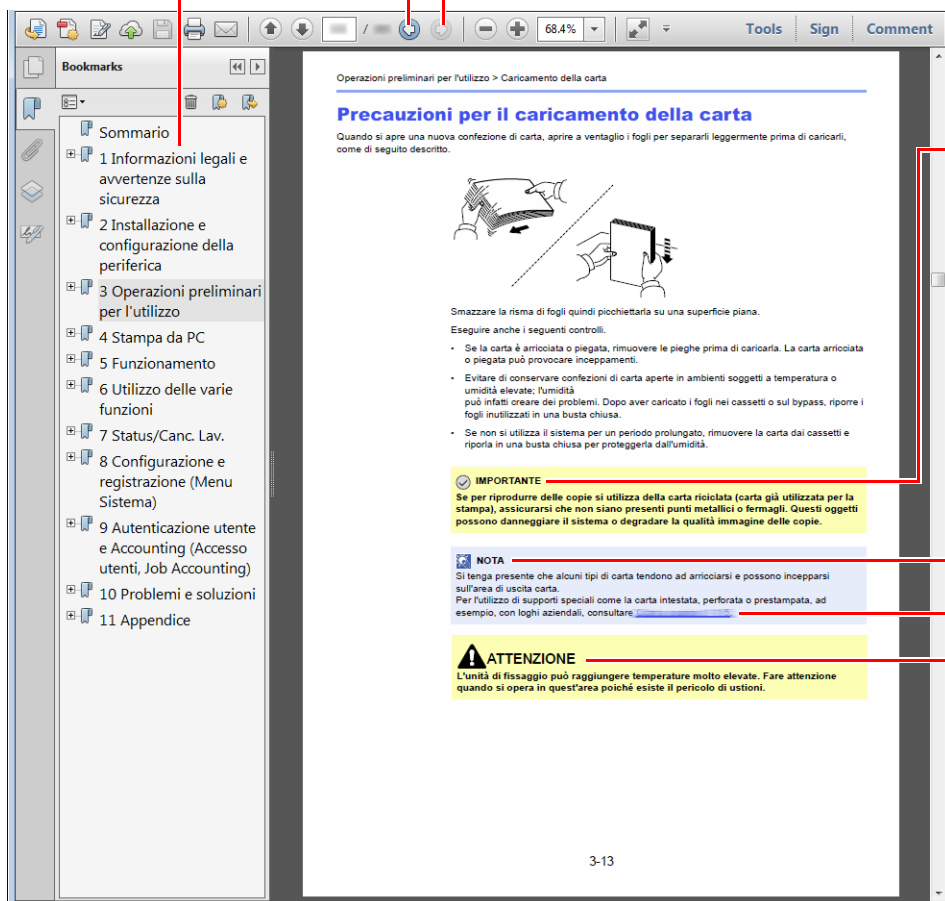 /
68.4%
Tools
Sign
Comment
Bookmarks
Sommario
1 Informazioni legali e
avvertenze sulla
sicurezza
2 Installazione e
configurazione della
periferica
3 Operazioni preliminari
per l'utilizzo
4 Stampa da PC
5 Funzionamento
6 Utilizzo delle varie
funzioni
7 Status/Canc. Lav.
8 Configurazione e
registrazione (Menu
Sistema)
9 Autenticazione utente
e Accounting (Accesso
utenti, Job Accounting)
10 Problemi e soluzioni
11 Appendice
Operazioni preliminari per l'utilizzo > Caricamento della carta
Precauzioni per il caricamento della carta
Quando si apre una nuova confezione di carta, aprire a ventaglio i fogli per separarli leggermente prima di caricarli,
come di seguito descritto.
Smazzare la risma di fogli quindi picchiettarla su una superficie piana.
Eseguire anche i seguenti controlli.
• Se la carta è arricciata o piegata, rimuovere le pieghe prima di caricarla. La carta arricciata
o piegata può provocare inceppamenti.
• Evitare di conservare confezioni di carta aperte in ambienti soggetti a temperatura o
umidità elevate; l'umidità
può infatti creare dei problemi. Dopo aver caricato i fogli nei cassetti o sul bypass, riporre i
fogli inutilizzati in una busta chiusa.
• Se non si utilizza il sistema per un periodo prolungato, rimuovere la carta dai cassetti e
riporla in una busta chiusa per proteggerla dall'umidità.
IMPORTANTE
Se per riprodurre delle copie si utilizza della carta riciclata (carta già utilizzata per la
stampa), assicurarsi che non siano presenti punti metallici o fermagli. Questi oggetti
possono danneggiare il sistema o degradare la qualità immagine delle copie.
NOTA
Si tenga presente che alcuni tipi di carta tendono ad arricciarsi e possono incepparsi
sull'area di uscita carta.
Per l'utilizzo di supporti speciali come la carta intestata, perforata o prestampata, ad
esempio, con loghi aziendali, consultare
ATTENZIONE
L'unità di fissaggio può raggiungere temperature molto elevate. Fare attenzione
quando si opera in quest'area poiché esiste il pericolo di ustioni.
3-13